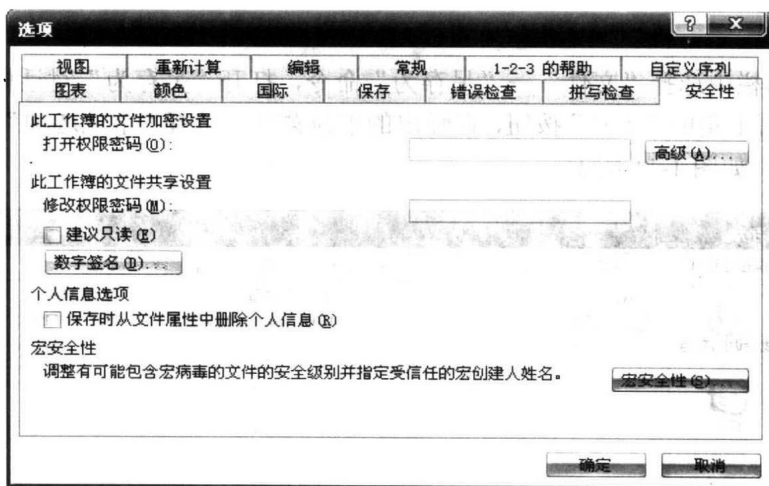 选项
视图 重新计算 编辑 常规 1-2-3 的帮助 自定义序列
图表 颜色 国际 保存 错误检查 拼写检查 安全性
此工作簿的文件加密设置
打开权限密码(O): 高级(A)...
此工作簿的文件共享设置
修改权限密码(M):
建议只读(E)
数字签名(D)...
个人信息选项
保存时从文件属性中删除个人信息(R)
宏安全性
调整有可能包含宏病毒的文件的安全级别并指定受信任的宏创建人姓名。 宏安全性(S)...
确定 取消